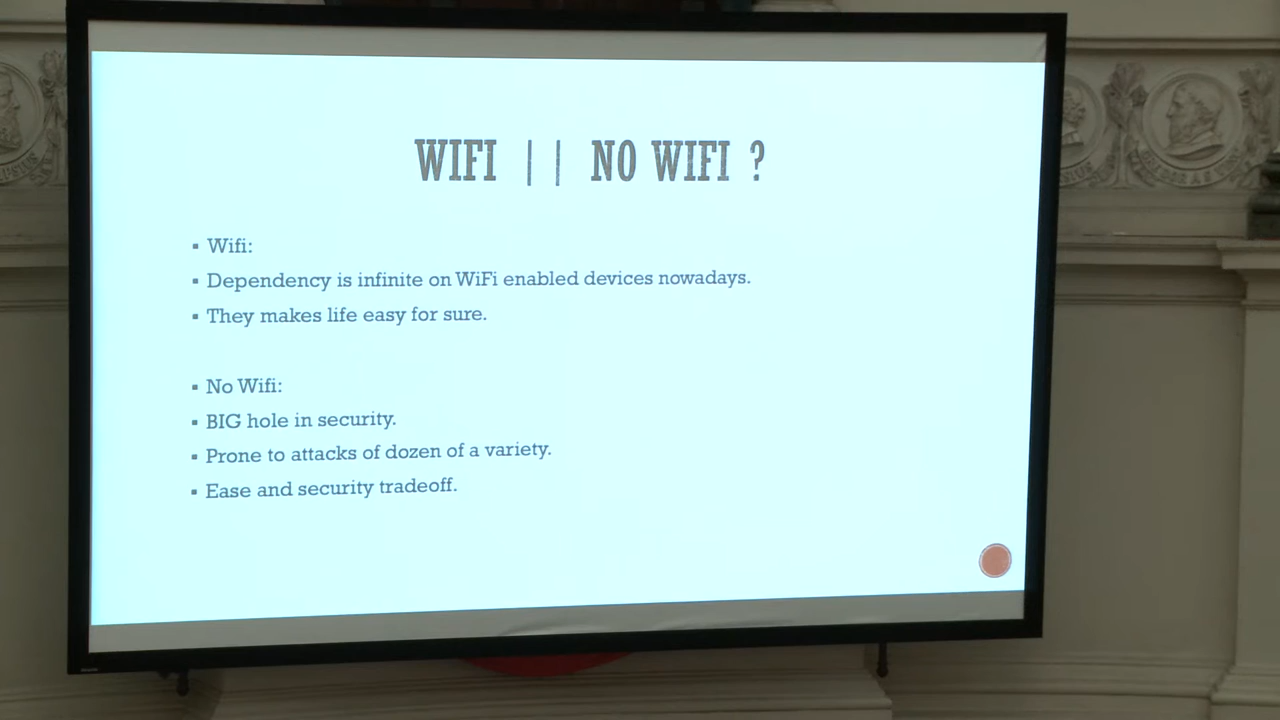 WIFI || NO WIFI ?
▪ Wifi:
▪ Dependency is infinite on WiFi enabled devices nowadays.
▪ They makes life easy for sure.
▪ No Wifi:
▪ BIG hole in security.
▪ Prone to attacks of dozen of a variety.
▪ Ease and security tradeoff.